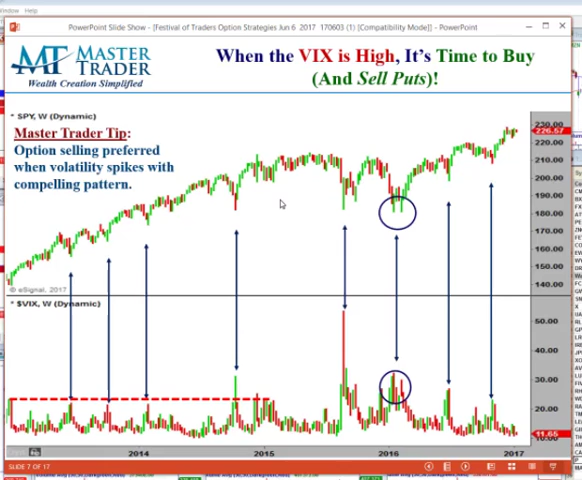 Window Help
PowerPoint Slide Show - [Festival of Traders Option Strategies Jun 6 2017 170603 (1) [Compatibility Mode]] - PowerPoint
MT MASTER TRADER
Wealth Creation Simplified
When the VIX is High, It's Time to Buy
(And Sell Puts)!
* SPY, W (Dynamic)
Master Trader Tip:
Option selling preferred
when volatility spikes with
compelling pattern.
230.00
226.57
220.00
210.00
200.00
190.00
180.00
170.00
160.00
150.00
140.00
© eSignal, 2017
* $VIX, W (Dynamic)
50.00
40.00
30.00
20.00
11.65
10.00
2014 2015 2016 2017
SLIDE 7 OF 17